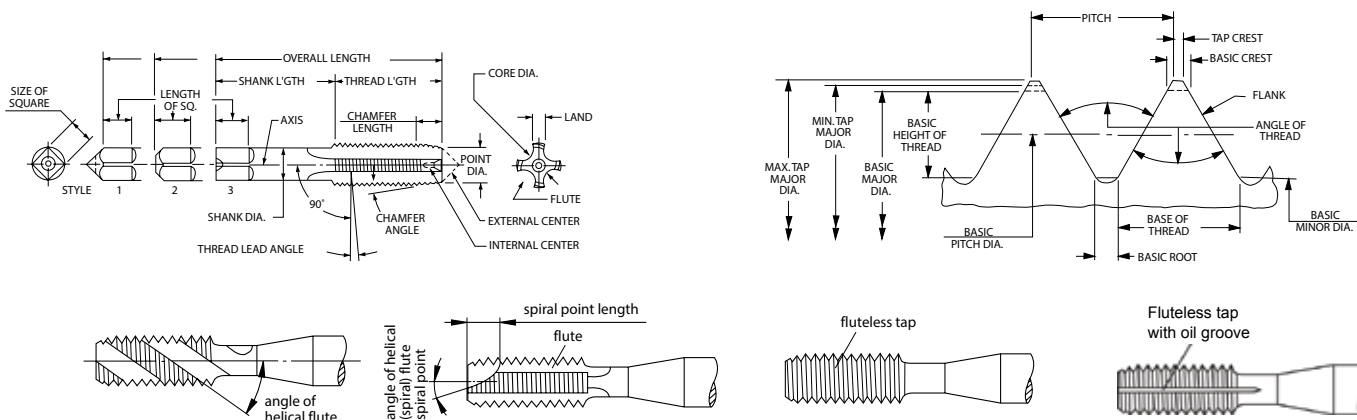 OVERALL LENGTH
SHANK L'GTH
THREAD L'GTH
CORE DIA.
SIZE OF
SQUARE
LENGTH
OF SQ.
AXIS
CHAMFER
LENGTH
LAND
POINT
DIA.
STYLE
1
2
3
90°
FLUTE
SHANK DIA.
CHAMFER
ANGLE
EXTERNAL CENTER
INTERNAL CENTER
THREAD LEAD ANGLE
PITCH
TAP CREST
BASIC CREST
FLANK
ANGLE OF
THREAD
BASIC
HEIGHT OF
THREAD
MIN. TAP
MAJOR
DIA.
MAX. TAP
MAJOR
DIA.
BASIC
MAJOR
DIA.
BASIC
PITCH DIA.
BASE OF
THREAD
BASIC
MINOR DIA.
BASIC ROOT
angle of
helical flute
angle of helical
(spiral) flute
spiral point
spiral point length
flute
fluteless tap
Fluteless tap
with oil groove